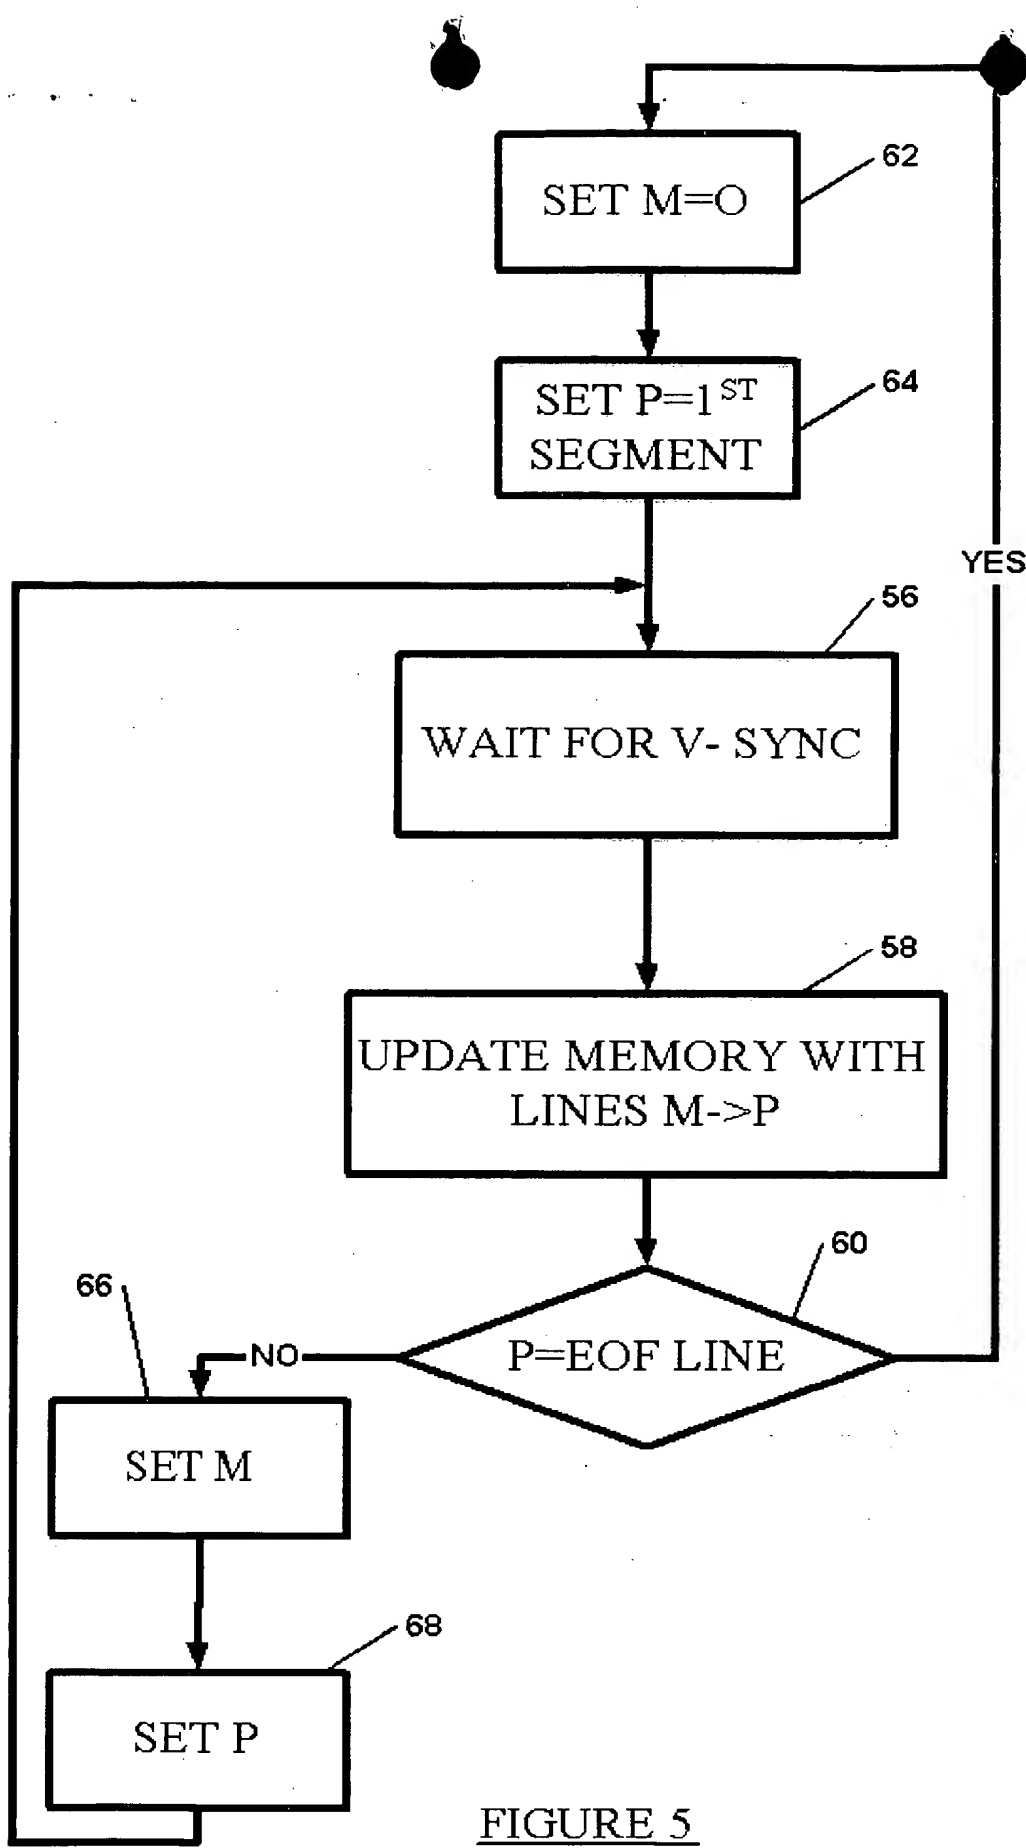 62
SET M=O
64
SET P=1ST
SEGMENT
YES
56
WAIT FOR V- SYNC
58
UPDATE MEMORY WITH
LINES M->P
60
P=EOF LINE
NO
66
SET M
68
SET P
FIGURE 5